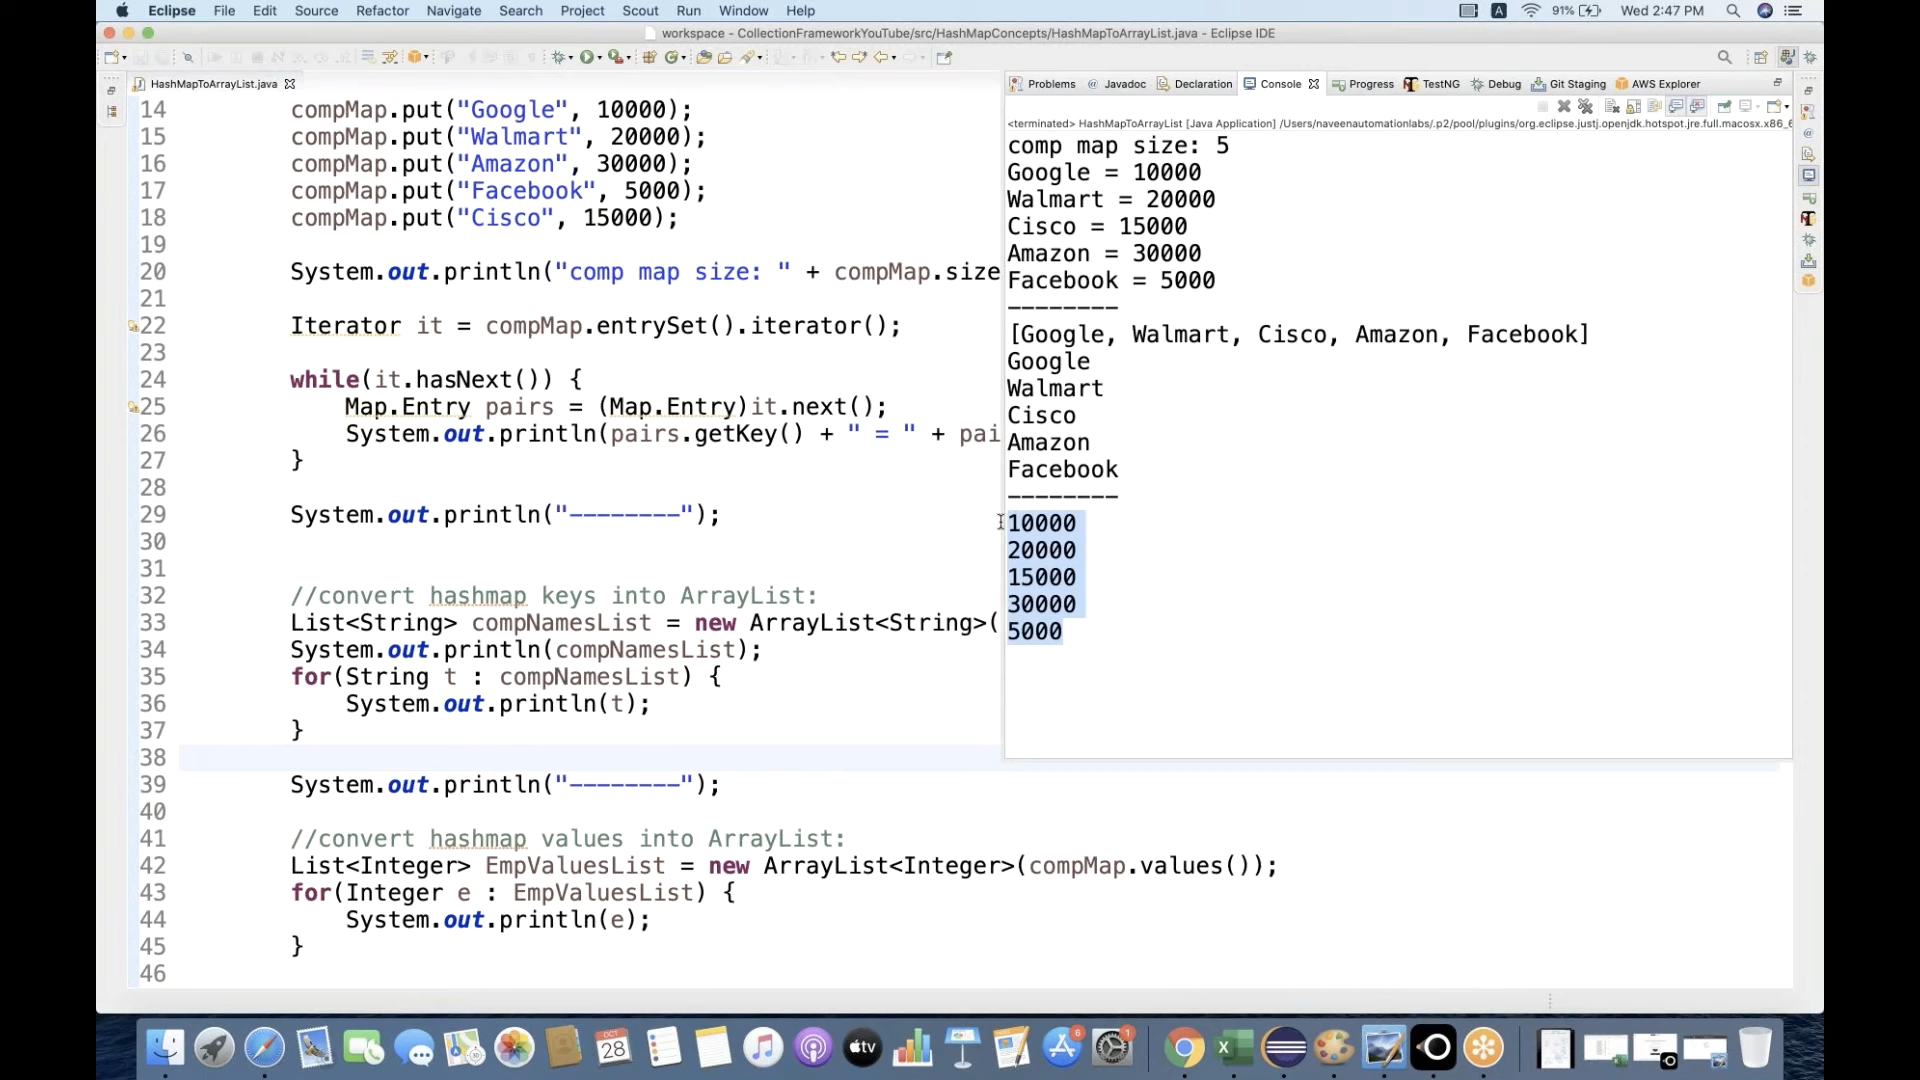 Eclipse File Edit Source Refactor Navigate Search Project Scout Run Window Help
A 91% Wed 2:47 PM
workspace - CollectionFrameworkYouTube/src/HashMapConcepts/HashMapToArrayList.java - Eclipse IDE
HashMapToArrayList.java
14 compMap.put("Google", 10000);
15 compMap.put("Walmart", 20000);
16 compMap.put("Amazon", 30000);
17 compMap.put("Facebook", 5000);
18 compMap.put("Cisco", 15000);
19
20 System.out.println("comp map size: " + compMap.size
21
22 Iterator it = compMap.entrySet().iterator();
23
24 while(it.hasNext()) {
25 Map.Entry pairs = (Map.Entry)it.next();
26 System.out.println(pairs.getKey() + " = " + pai
27 }
28
29 System.out.println("--------");
30
31
32 //convert hashmap keys into ArrayList:
33 List<String> compNamesList = new ArrayList<String>(
34 System.out.println(compNamesList);
35 for(String t : compNamesList) {
36 System.out.println(t);
37 }
38
39 System.out.println("--------");
40
41 //convert hashmap values into ArrayList:
42 List<Integer> EmpValuesList = new ArrayList<Integer>(compMap.values());
43 for(Integer e : EmpValuesList) {
44 System.out.println(e);
45 }
46
Problems @ Javadoc Declaration Console Progress TestNG Debug Git Staging AWS Explorer
<terminated> HashMapToArrayList [Java Application] /Users/naveenautomationlabs/.p2/pool/plugins/org.eclipse.justj.openjdk.hotspot.jre.full.macosx.x86_6
comp map size: 5
Google = 10000
Walmart = 20000
Cisco = 15000
Amazon = 30000
Facebook = 5000
--------
[Google, Walmart, Cisco, Amazon, Facebook]
Google
Walmart
Cisco
Amazon
Facebook
--------
10000
20000
15000
30000
5000
OCT
28
tv
6
1
X